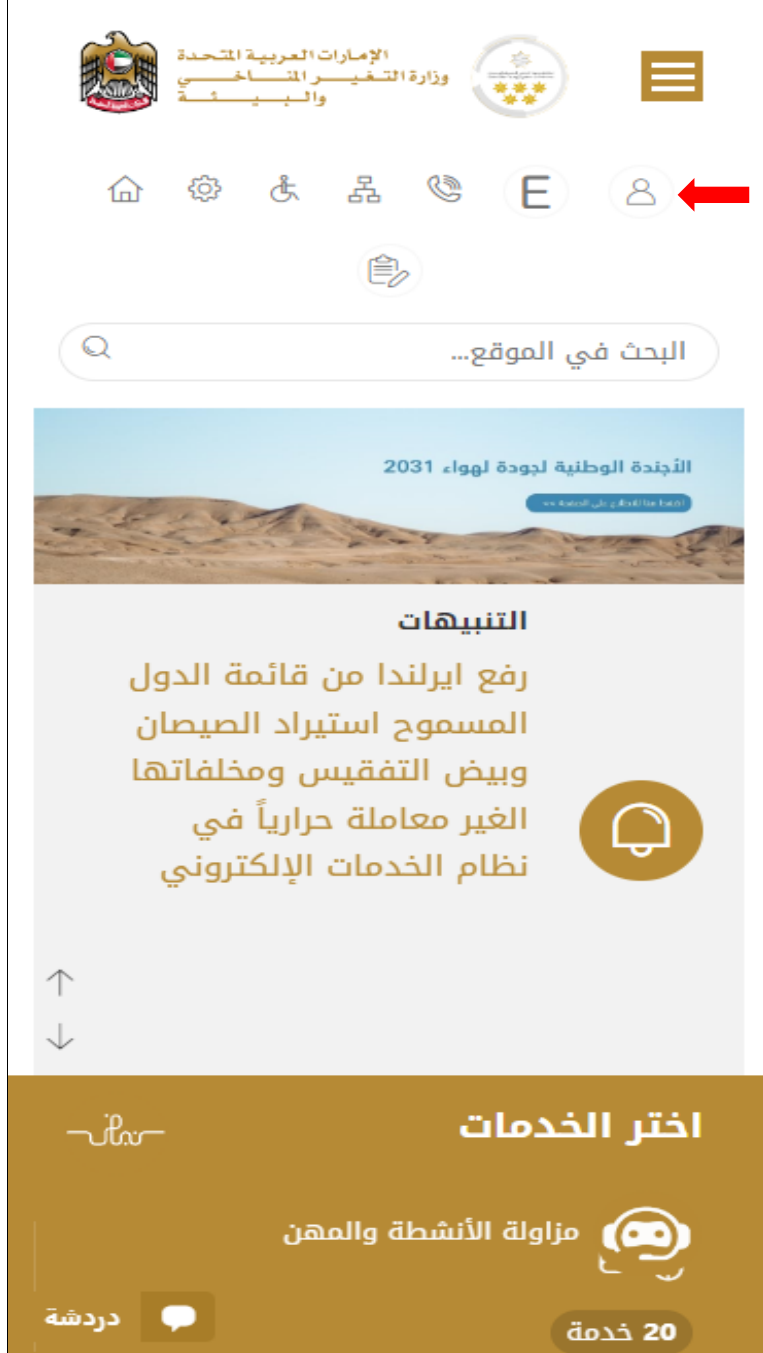 الإمارات العربية المتحدة
وزارة التغيير المناخي
والبيئة
E
البحث في الموقع...
الأجندة الوطنية لجودة لهواء 2031
التنبيهات
رفع ايرلندا من قائمة الدول
المسموح استيراد الصيصان
وبيض التفقيس ومخلفاتها
الغير معاملة حرارياً في
نظام الخدمات الإلكتروني
اختر الخدمات
مزاولة الأنشطة والمهن
دردشة
20 خدمة